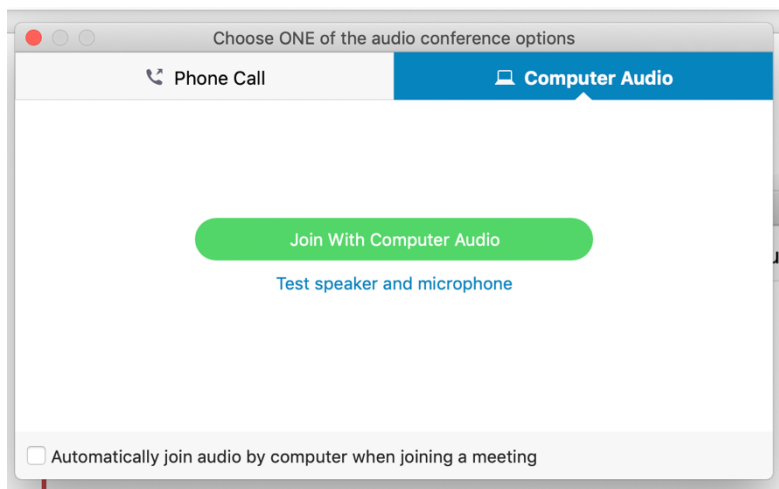 Choose ONE of the audio conference options
Phone Call
Computer Audio
Join With Computer Audio
Test speaker and microphone
Automatically join audio by computer when joining a meeting